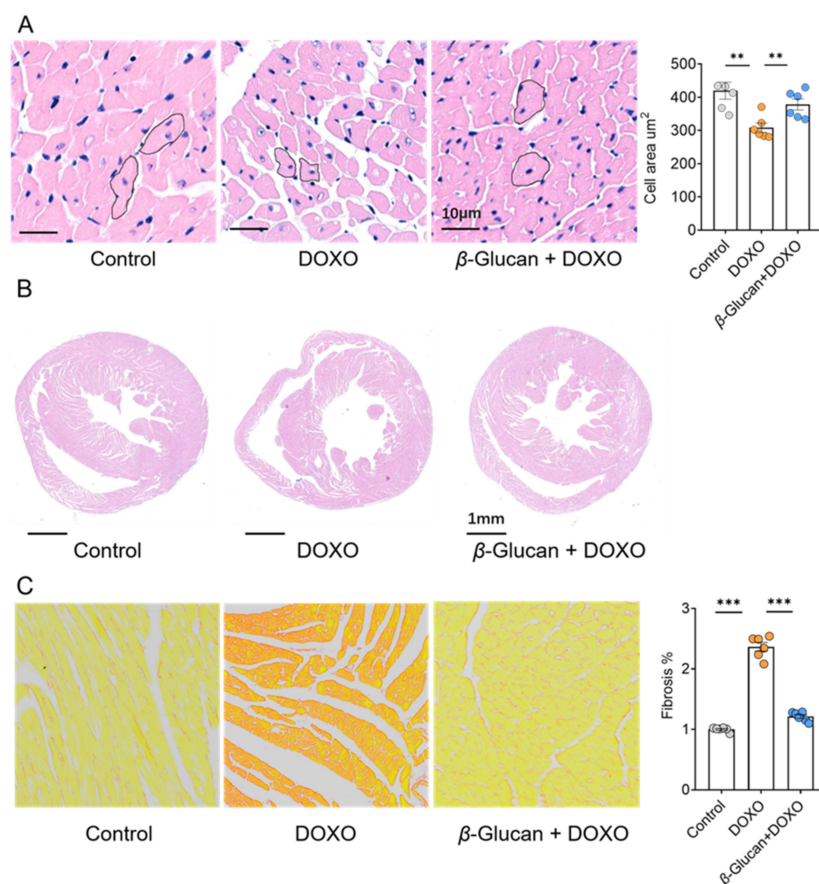 A
10μm
Control
DOXO
β-Glucan + DOXO
500
400
300
200
100
0
Cell area um²
** **
Control
DOXO
β-Glucan+DOXO
B
1mm
Control
DOXO
β-Glucan + DOXO
C
Control
DOXO
β-Glucan + DOXO
3
2
1
0
Fibrosis %
*** ***
Control
DOXO
β-Glucan+DOXO